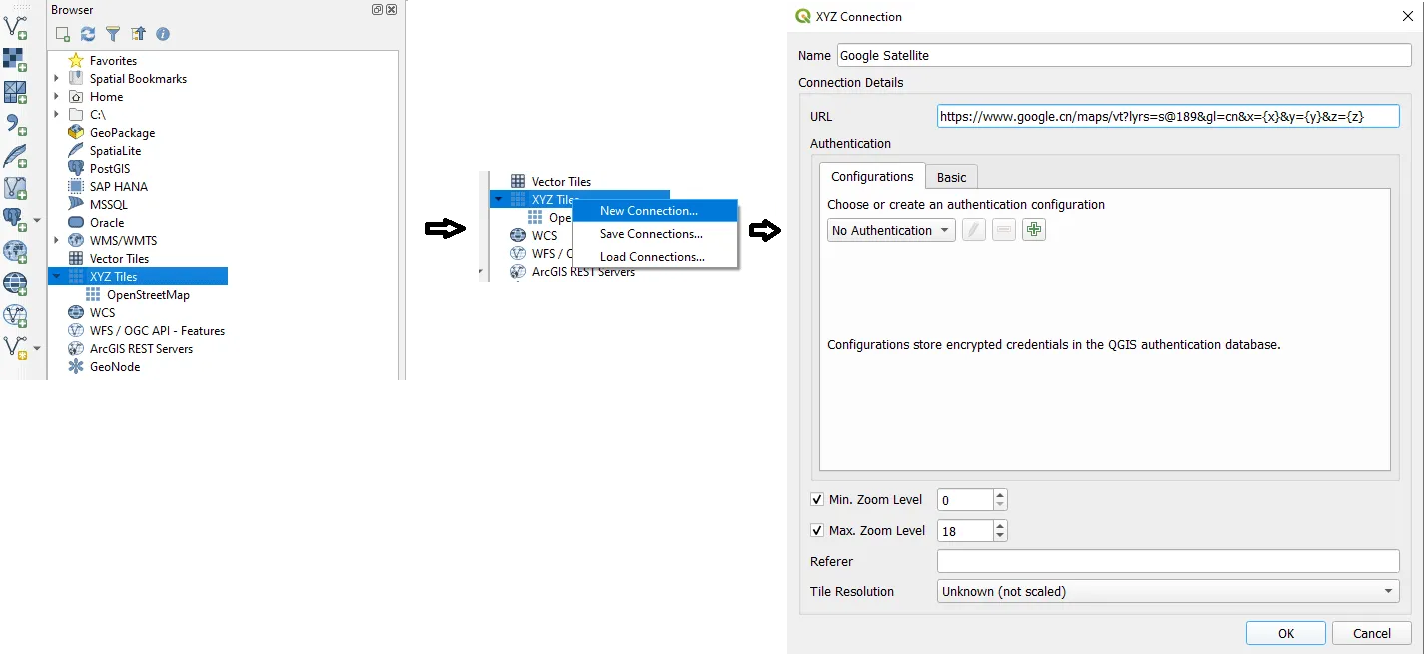 Browser
Favorites
Spatial Bookmarks
Home
C:\
GeoPackage
SpatiaLite
PostGIS
SAP HANA
MSSQL
Oracle
WMS/WMTS
Vector Tiles
XYZ Tiles
OpenStreetMap
WCS
WFS / OGC API - Features
ArcGIS REST Servers
GeoNode
Vector Tiles
XYZ Tiles
New Connection...
Ope
Save Connections...
WCS
WFS / O
Load Connections...
ArcGIS REST Servers
XYZ Connection
Name Google Satellite
Connection Details
URL https://www.google.cn/maps/vt?lyrs=s@189&gl=cn&x={x}&y={y}&z={z}
Authentication
Configurations Basic
Choose or create an authentication configuration
No Authentication
Configurations store encrypted credentials in the QGIS authentication database.
Min. Zoom Level 0
Max. Zoom Level 18
Referer
Tile Resolution Unknown (not scaled)
OK Cancel